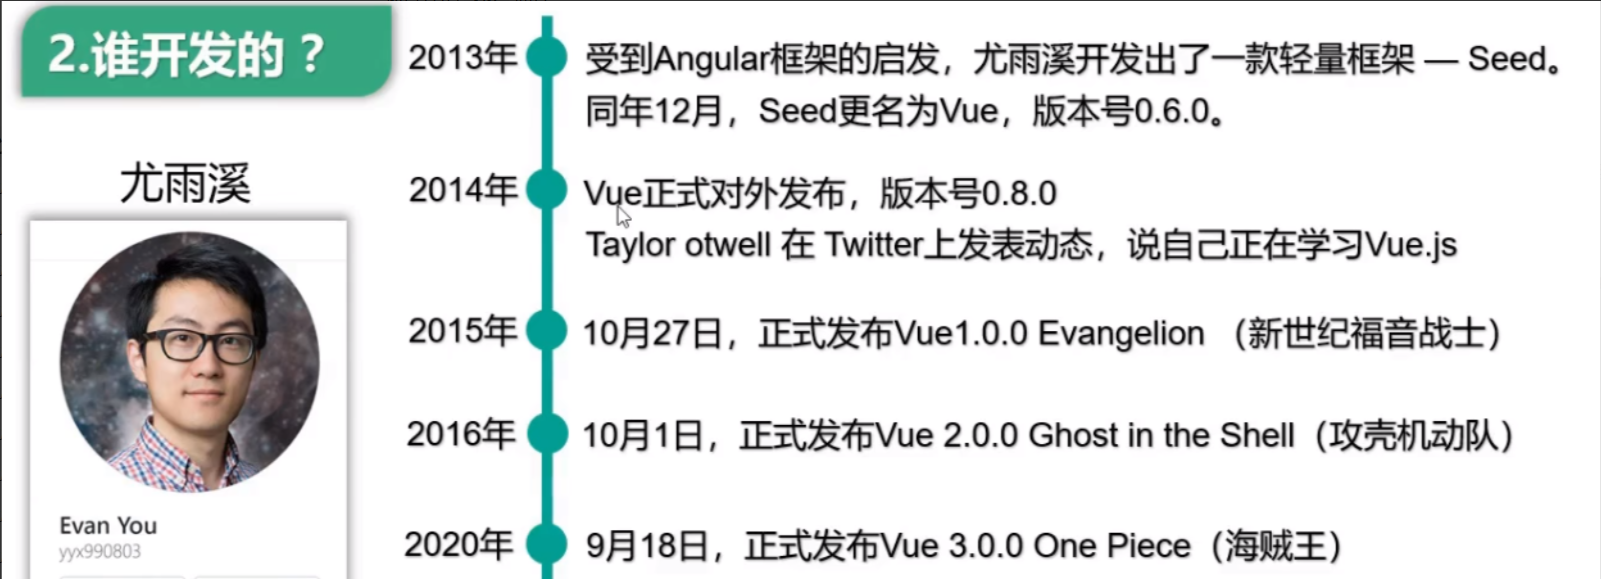 2.谁开发的？
尤雨溪
Evan You
yyx990803
2013年
受到Angular框架的启发，尤雨溪开发出了一款轻量框架 — Seed。
同年12月，Seed更名为Vue，版本号0.6.0。
2014年
Vue正式对外发布，版本号0.8.0
Taylor otwell 在 Twitter上发表动态，说自己正在学习Vue.js
2015年
10月27日，正式发布Vue1.0.0 Evangelion （新世纪福音战士）
2016年
10月1日，正式发布Vue 2.0.0 Ghost in the Shell（攻壳机动队）
2020年
9月18日，正式发布Vue 3.0.0 One Piece（海贼王）